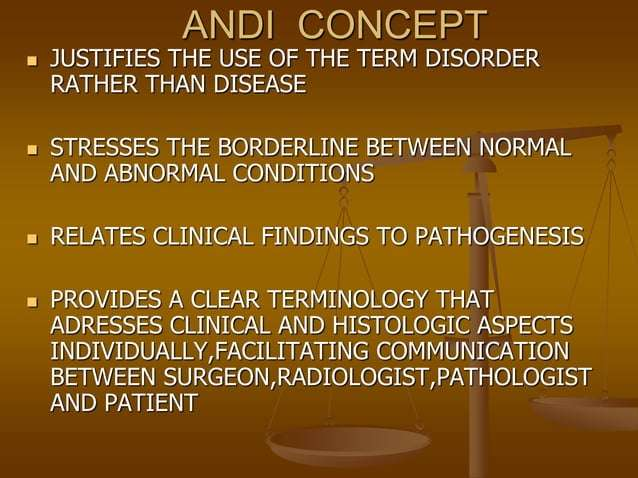 ANDI CONCEPT
JUSTIFIES THE USE OF THE TERM DISORDER
RATHER THAN DISEASE
STRESSES THE BORDERLINE BETWEEN NORMAL
AND ABNORMAL CONDITIONS
RELATES CLINICAL FINDINGS TO PATHOGENESIS
PROVIDES A CLEAR TERMINOLOGY THAT
ADRESSES CLINICAL AND HISTOLOGIC ASPECTS
INDIVIDUALLY,FACILITATING COMMUNICATION
BETWEEN SURGEON,RADIOLOGIST,PATHOLOGIST
AND PATIENT